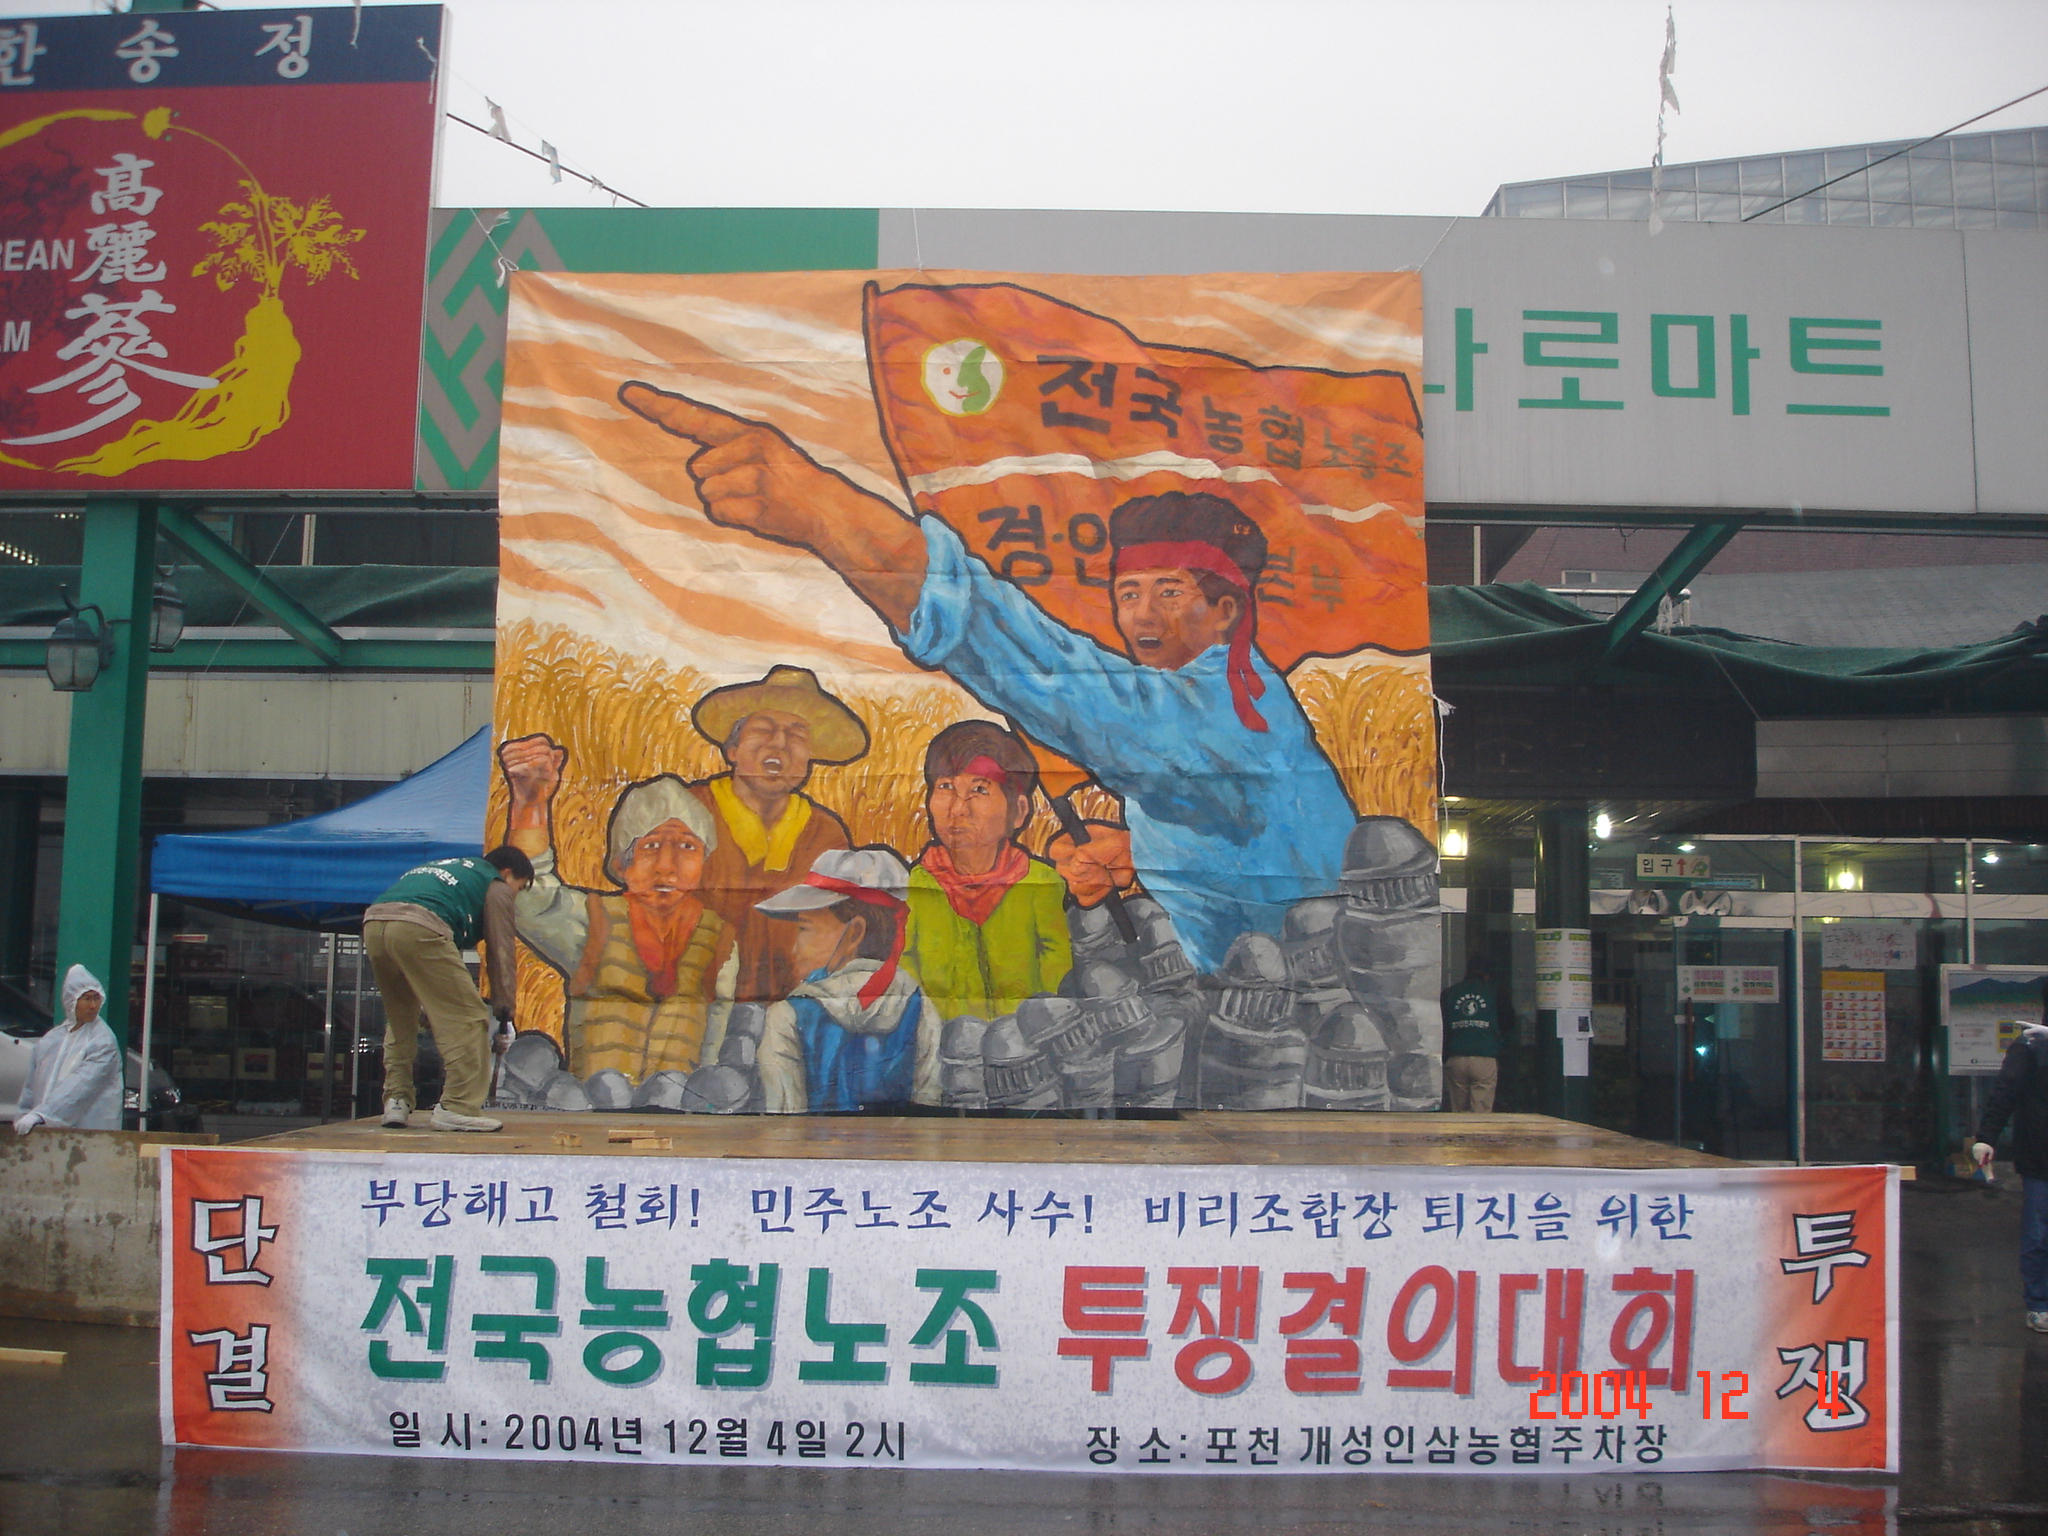 한송정
高麗蔘
전국농협노동조
경·인
본부
로마트
입구
단결
부당해고 철회! 민주노조 사수! 비리조합장 퇴진을 위한
전국농협노조 투쟁결의대회
일 시: 2004년 12월 4일 2시
장 소: 포천 개성인삼농협주차장
투쟁
2004 12 4